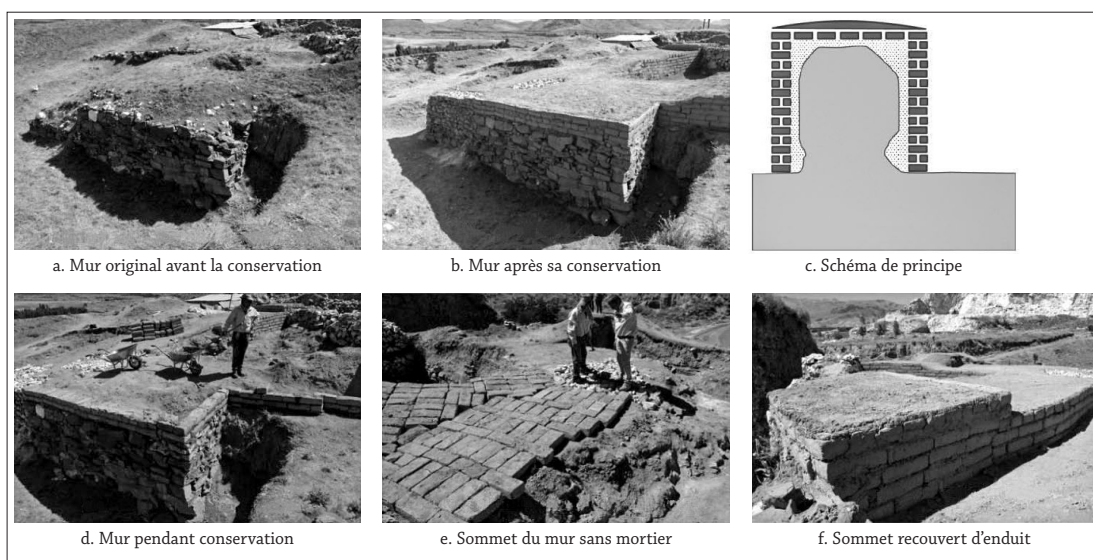 a. Mur original avant la conservation
b. Mur après sa conservation
c. Schéma de principe
d. Mur pendant conservation
e. Sommet du mur sans mortier
f. Sommet recouvert d'enduit